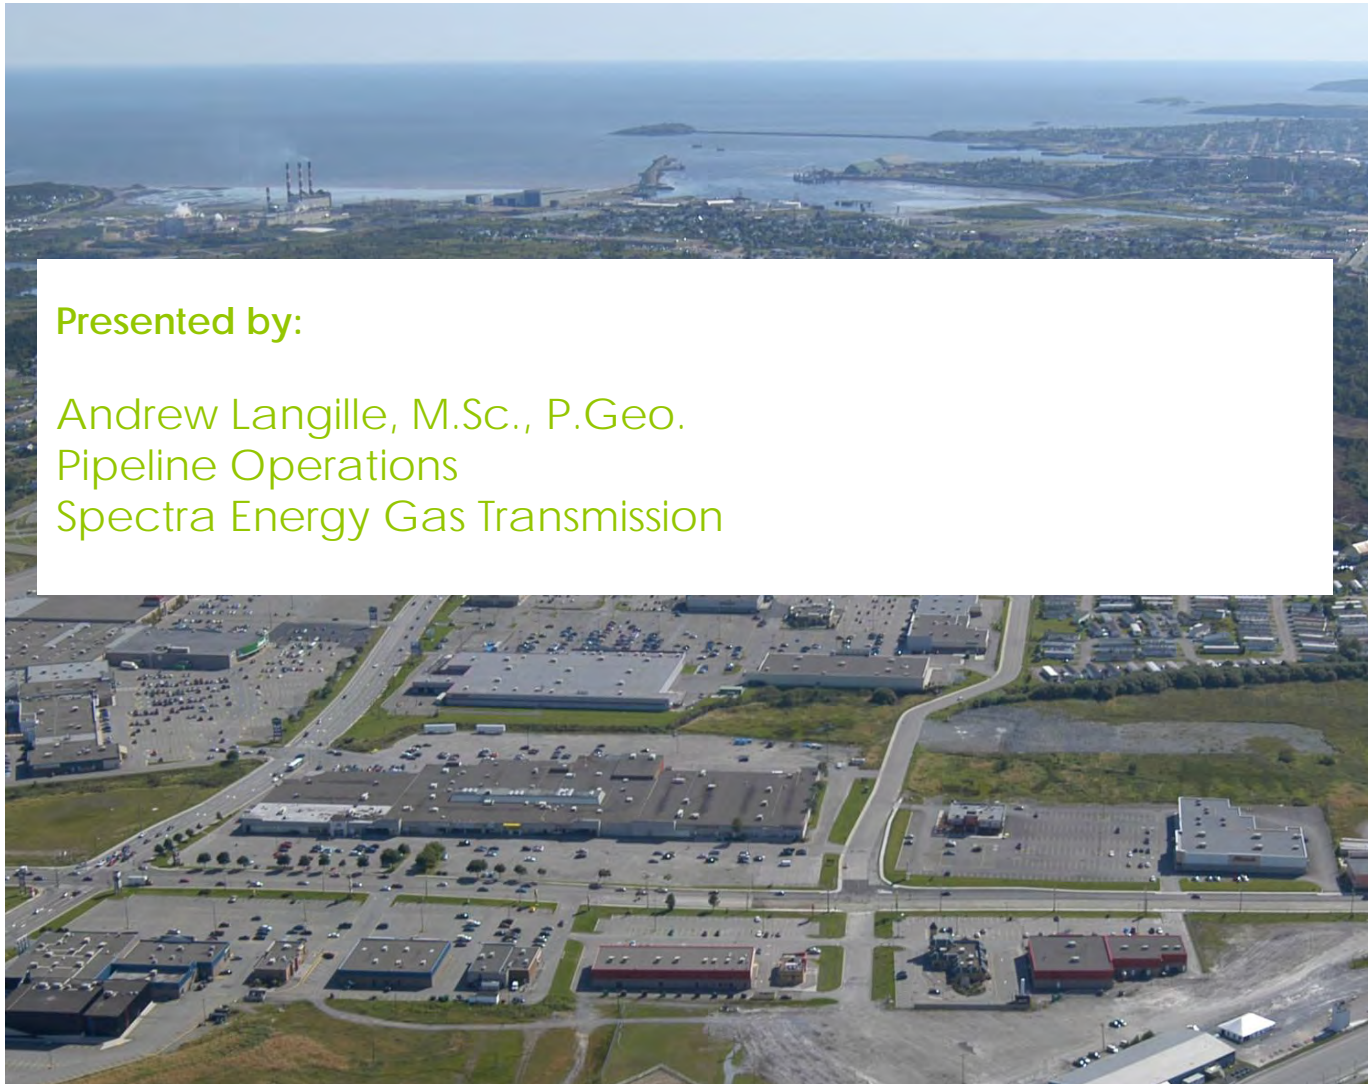 Presented by:
Andrew Langille, M.Sc., P.Geo.
Pipeline Operations
Spectra Energy Gas Transmission